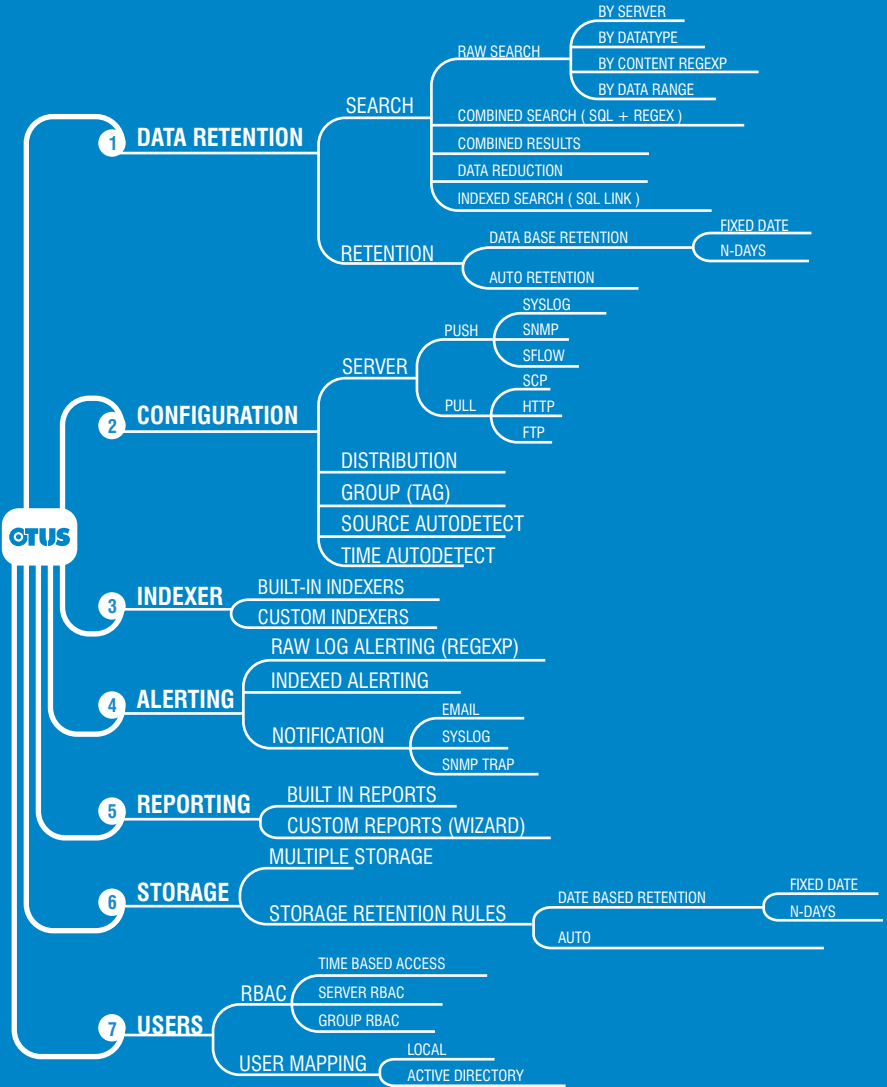 OTUS
1 DATA RETENTION
SEARCH
RAW SEARCH
BY SERVER
BY DATATYPE
BY CONTENT REGEXP
BY DATA RANGE
COMBINED SEARCH ( SQL + REGEX )
COMBINED RESULTS
DATA REDUCTION
INDEXED SEARCH ( SQL LINK )
RETENTION
DATA BASE RETENTION
FIXED DATE
N-DAYS
AUTO RETENTION
2 CONFIGURATION
SERVER
PUSH
SYSLOG
SNMP
SFLOW
PULL
SCP
HTTP
FTP
DISTRIBUTION
GROUP (TAG)
SOURCE AUTODETECT
TIME AUTODETECT
3 INDEXER
BUILT-IN INDEXERS
CUSTOM INDEXERS
4 ALERTING
RAW LOG ALERTING (REGEXP)
INDEXED ALERTING
NOTIFICATION
EMAIL
SYSLOG
SNMP TRAP
5 REPORTING
BUILT IN REPORTS
CUSTOM REPORTS (WIZARD)
6 STORAGE
MULTIPLE STORAGE
STORAGE RETENTION RULES
DATE BASED RETENTION
FIXED DATE
N-DAYS
AUTO
7 USERS
RBAC
TIME BASED ACCESS
SERVER RBAC
GROUP RBAC
USER MAPPING
LOCAL
ACTIVE DIRECTORY